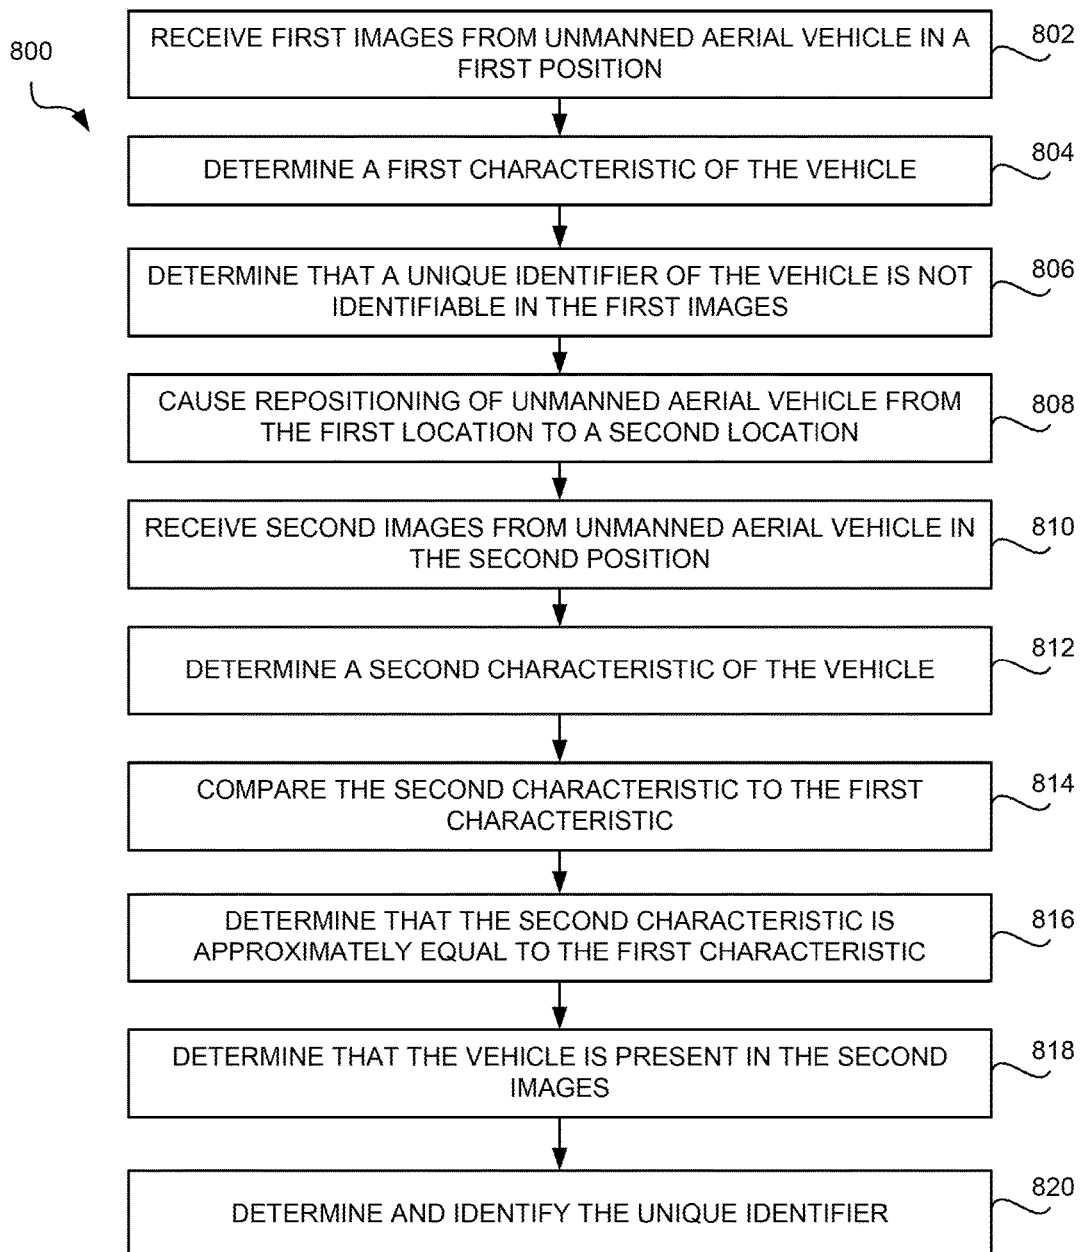 800
RECEIVE FIRST IMAGES FROM UNMANNED AERIAL VEHICLE IN A
FIRST POSITION
802
DETERMINE A FIRST CHARACTERISTIC OF THE VEHICLE
804
DETERMINE THAT A UNIQUE IDENTIFIER OF THE VEHICLE IS NOT
IDENTIFIABLE IN THE FIRST IMAGES
806
CAUSE REPOSITIONING OF UNMANNED AERIAL VEHICLE FROM
THE FIRST LOCATION TO A SECOND LOCATION
808
RECEIVE SECOND IMAGES FROM UNMANNED AERIAL VEHICLE IN
THE SECOND POSITION
810
DETERMINE A SECOND CHARACTERISTIC OF THE VEHICLE
812
COMPARE THE SECOND CHARACTERISTIC TO THE FIRST
CHARACTERISTIC
814
DETERMINE THAT THE SECOND CHARACTERISTIC IS
APPROXIMATELY EQUAL TO THE FIRST CHARACTERISTIC
816
DETERMINE THAT THE VEHICLE IS PRESENT IN THE SECOND
IMAGES
818
DETERMINE AND IDENTIFY THE UNIQUE IDENTIFIER
820